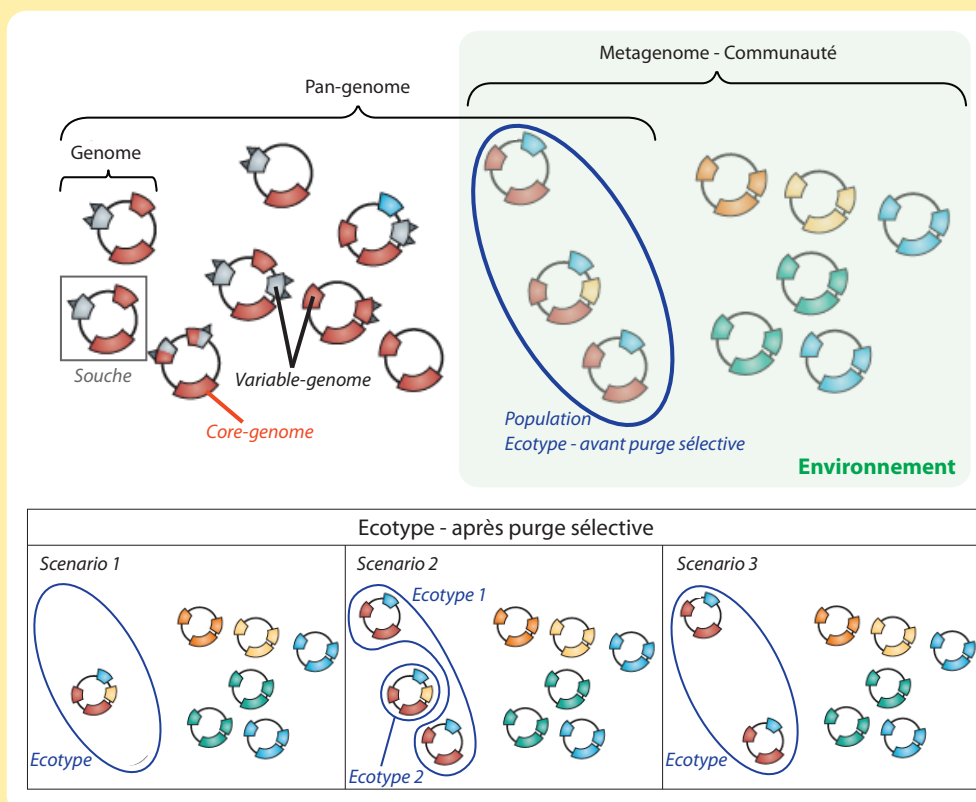 Metagenome - Communauté
Pan-genome
Genome
Souche
Variable-genome
Core-genome
Population
Ecotype - avant purge sélective
Environnement
Ecotype - après purge sélective
Scenario 1
Ecotype
Scenario 2
Ecotype 1
Ecotype 2
Scenario 3
Ecotype